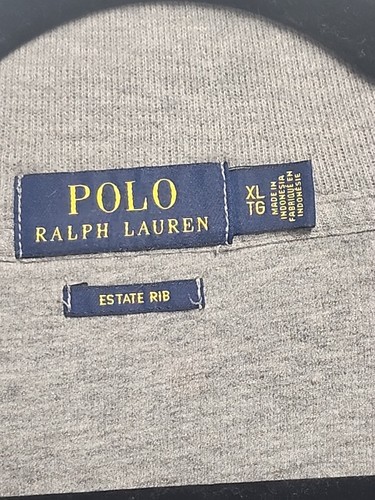 POLO
RALPH LAUREN
XL
TG
MADE IN
INDONESIA
FABRIQUÉ EN
INDONÉSIE
ESTATE RIB